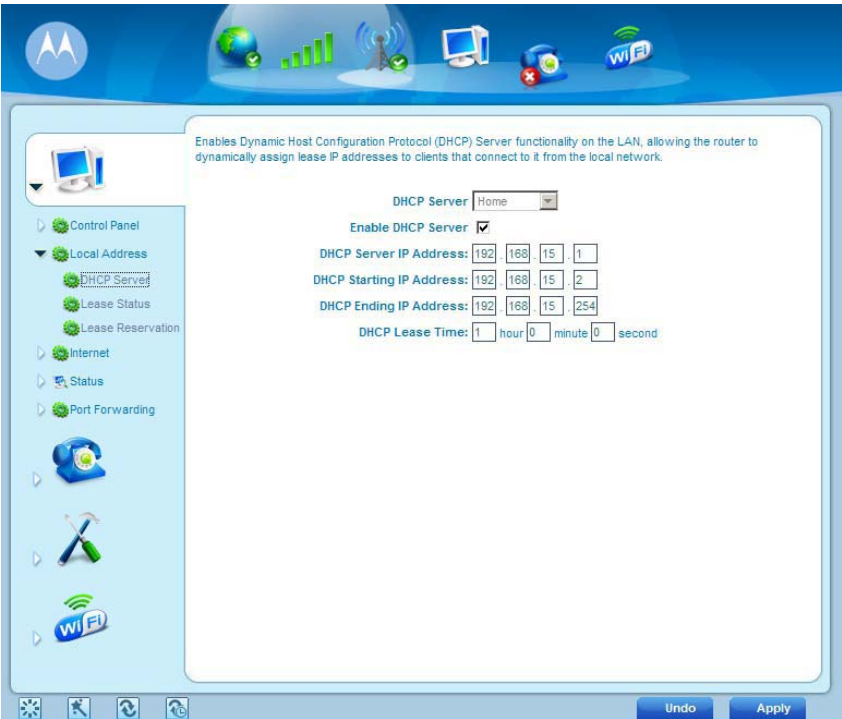 WiFi
Enables Dynamic Host Configuration Protocol (DHCP) Server functionality on the LAN, allowing the router to
dynamically assign lease IP addresses to clients that connect to it from the local network.
DHCP Server Home
Enable DHCP Server
DHCP Server IP Address: 192 . 168 . 15 . 1
DHCP Starting IP Address: 192 . 168 . 15 . 2
DHCP Ending IP Address: 192 . 168 . 15 . 254
DHCP Lease Time: 1 hour 0 minute 0 second
Control Panel
Local Address
DHCP Server
Lease Status
Lease Reservation
Internet
Status
Port Forwarding
WiFi
Undo Apply